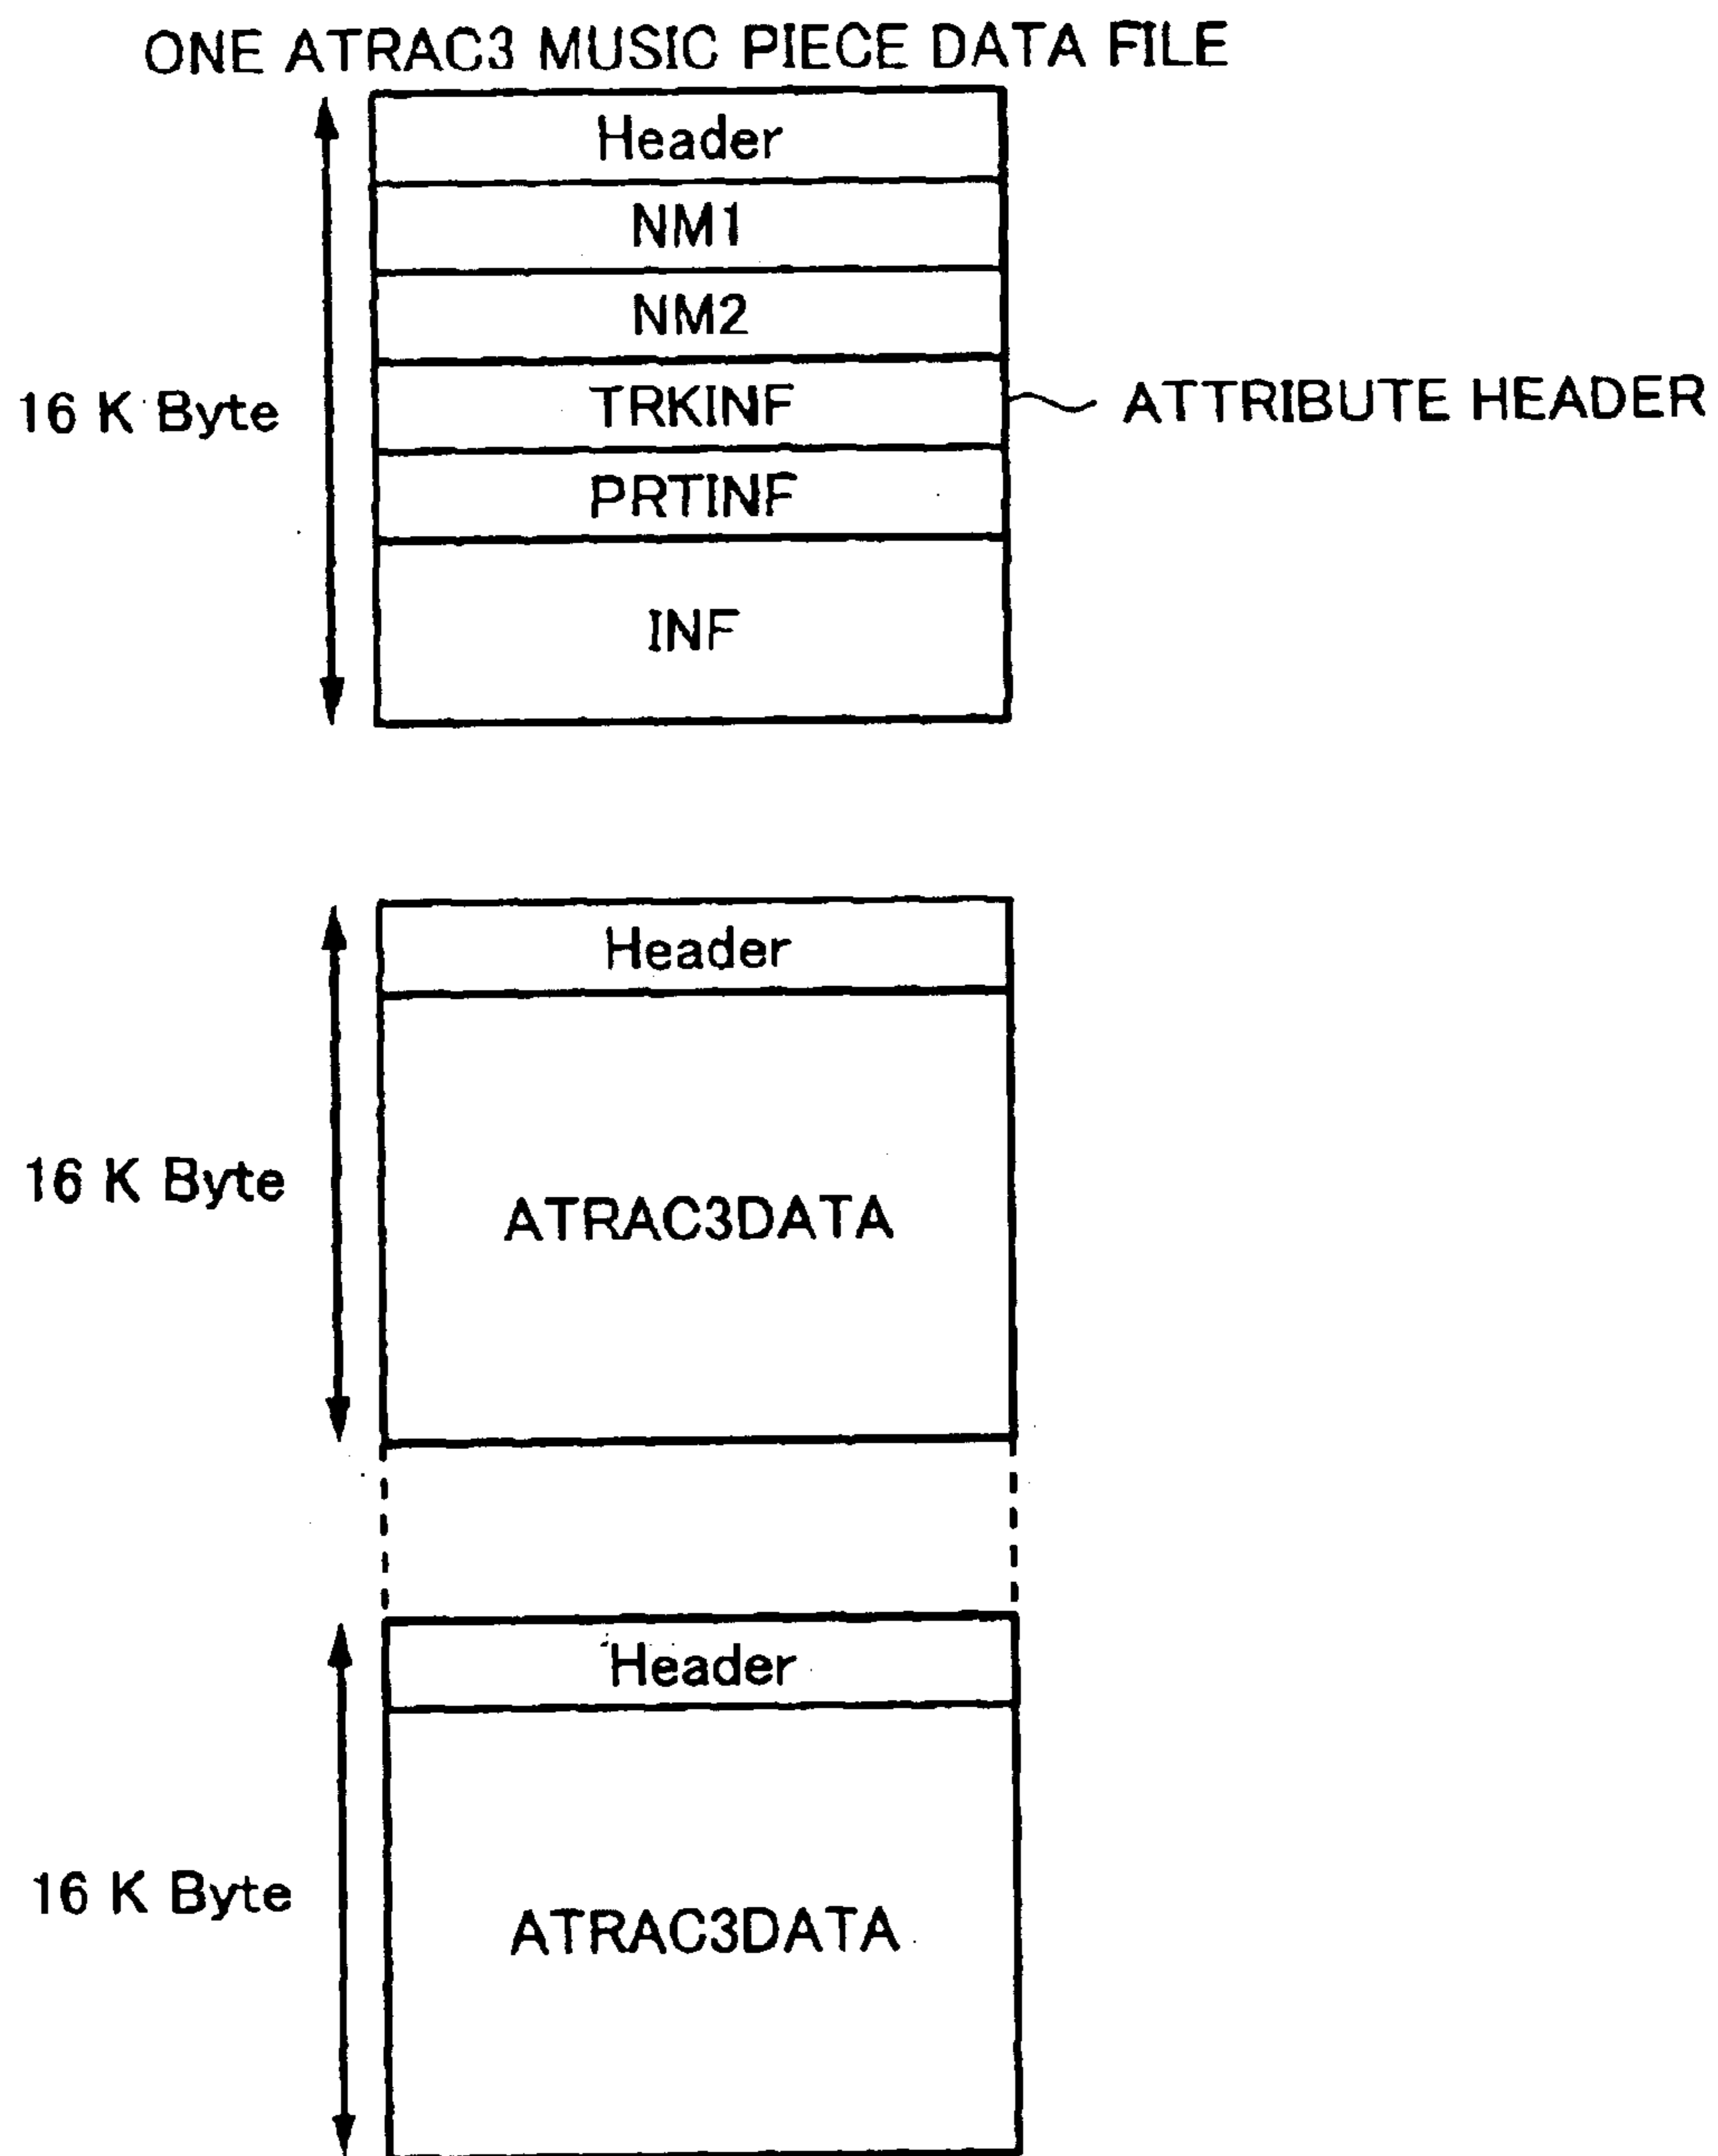 ONE ATRAC3 MUSIC PIECE DATA FILE
Header
NM1
NM2
16 K Byte
TRKINF
ATTRIBUTE HEADER
PRTINF
INF
Header
16 K Byte
ATRAC3DATA
Header
16 K Byte
ATRAC3DATA